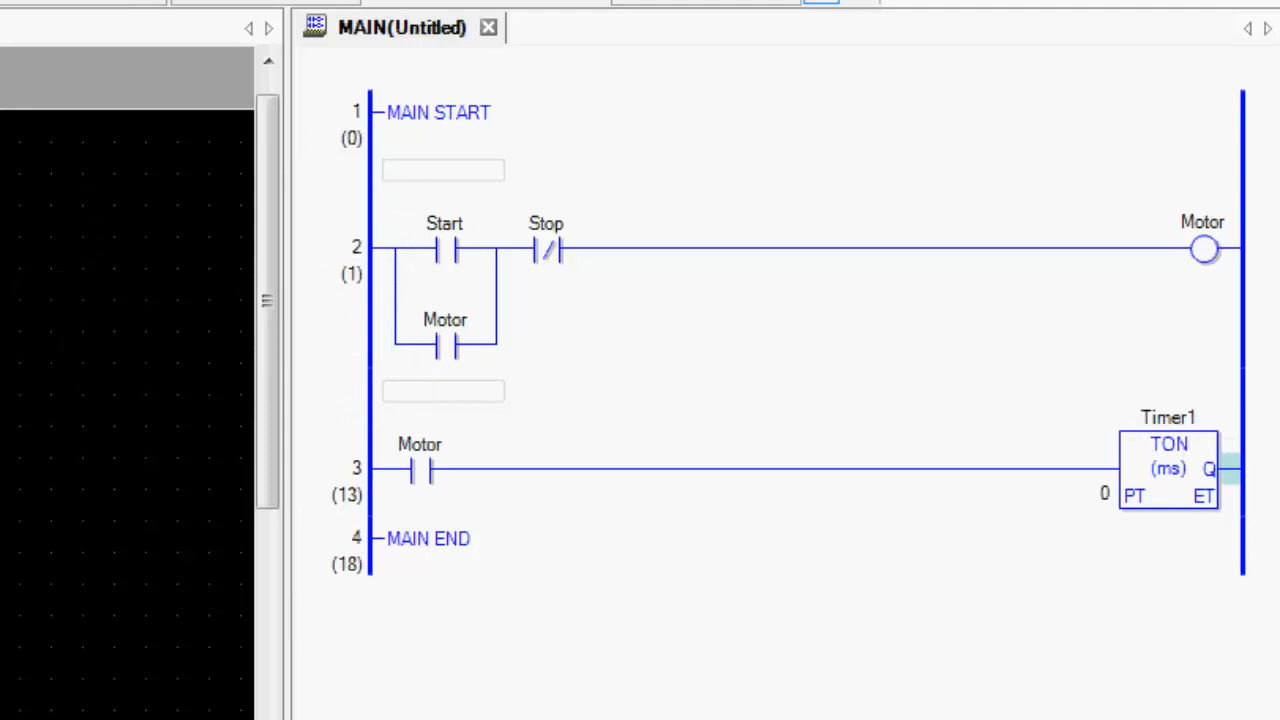 MAIN(Untitled)
1 MAIN START
(0)
Start Stop Motor
2
(1)
Motor
Timer1
Motor TON
3 (ms) Q
(13) 0 PT ET
4 MAIN END
(18)